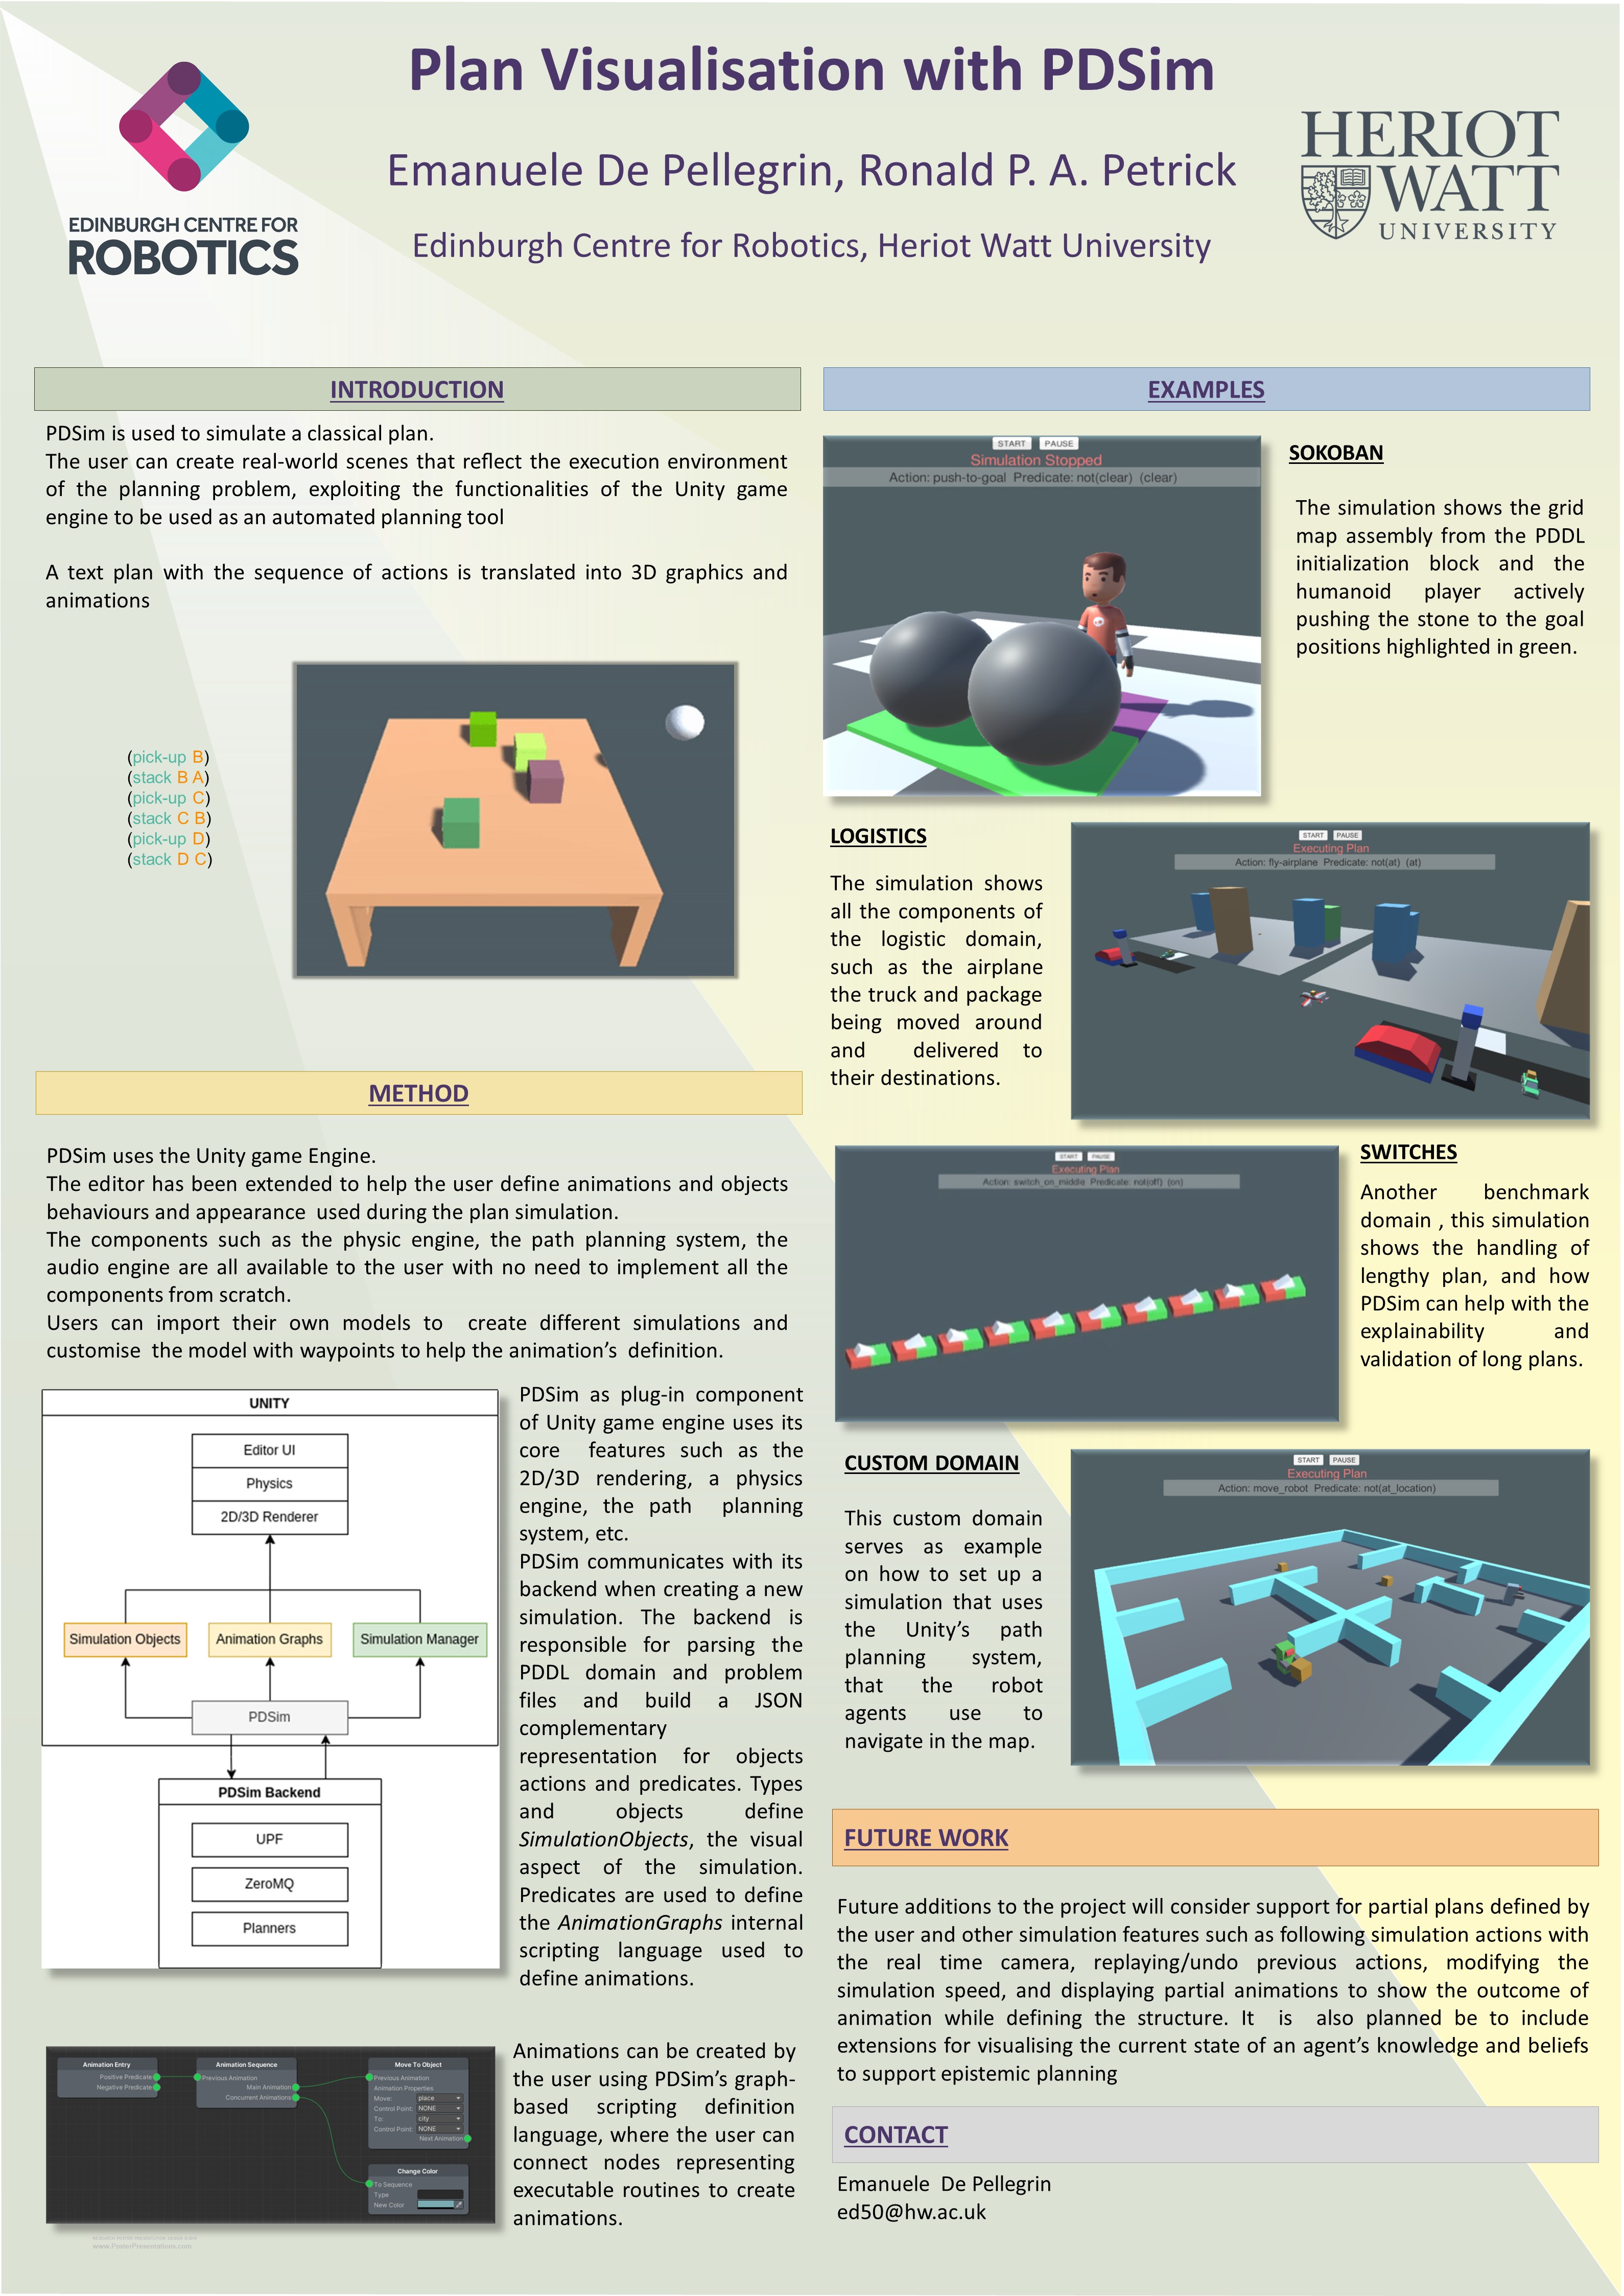 Plan Visualisation with PDSim
Emanuele De Pellegrin, Ronald P. A. Petrick
Edinburgh Centre for Robotics, Heriot Watt University
EDINBURGH CENTRE FOR
ROBOTICS
HERIOT
WATT
UNIVERSITY
INTRODUCTION
PDSim is used to simulate a classical plan.
The user can create real-world scenes that reflect the execution environment
of the planning problem, exploiting the functionalities of the Unity game
engine to be used as an automated planning tool
A text plan with the sequence of actions is translated into 3D graphics and
animations
(pick-up B)
(stack B A)
(pick-up C)
(stack C B)
(pick-up D)
(stack D C)
METHOD
PDSim uses the Unity game Engine.
The editor has been extended to help the user define animations and objects
behaviours and appearance used during the plan simulation.
The components such as the physic engine, the path planning system, the
audio engine are all available to the user with no need to implement all the
components from scratch.
Users can import their own models to create different simulations and
customise the model with waypoints to help the animation’s definition.
UNITY
Editor UI
Physics
2D/3D Renderer
Simulation Objects
Animation Graphs
Simulation Manager
PDSim
PDSim Backend
UPF
ZeroMQ
Planners
PDSim as plug-in component
of Unity game engine uses its
core features such as the
2D/3D rendering, a physics
engine, the path planning
system, etc.
PDSim communicates with its
backend when creating a new
simulation. The backend is
responsible for parsing the
PDDL domain and problem
files and build a JSON
complementary
representation for objects
actions and predicates. Types
and objects define
SimulationObjects, the visual
aspect of the simulation.
Predicates are used to define
the AnimationGraphs internal
scripting language used to
define animations.
Animation Entry
Positive Predicate
Negative Predicate
Animation Sequence
Previous Animation
Main Animation
Concurrent Animations
Move To Object
Previous Animation
Animation Properties
Move: place
Control Point: NONE
To: city
Control Point: NONE
Next Animation
Change Color
To Sequence
Type
New Color
Animations can be created by
the user using PDSim’s graph-
based scripting definition
language, where the user can
connect nodes representing
executable routines to create
animations.
www.PosterPresentations.com
EXAMPLES
START PAUSE
Simulation Stopped
Action: push-to-goal Predicate: not(clear) (clear)
SOKOBAN
The simulation shows the grid
map assembly from the PDDL
initialization block and the
humanoid player actively
pushing the stone to the goal
positions highlighted in green.
LOGISTICS
The simulation shows
all the components of
the logistic domain,
such as the airplane
the truck and package
being moved around
and delivered to
their destinations.
START PAUSE
Executing Plan
Action: fly-airplane Predicate: not(at) (at)
START PAUSE
Executing Plan
Action: switch_on_middle Predicate: not(off) (on)
SWITCHES
Another benchmark
domain , this simulation
shows the handling of
lengthy plan, and how
PDSim can help with the
explainability and
validation of long plans.
CUSTOM DOMAIN
This custom domain
serves as example
on how to set up a
simulation that uses
the Unity’s path
planning system,
that the robot
agents use to
navigate in the map.
START PAUSE
Executing Plan
Action: move_robot Predicate: not(at_location)
FUTURE WORK
Future additions to the project will consider support for partial plans defined by
the user and other simulation features such as following simulation actions with
the real time camera, replaying/undo previous actions, modifying the
simulation speed, and displaying partial animations to show the outcome of
animation while defining the structure. It is also planned be to include
extensions for visualising the current state of an agent’s knowledge and beliefs
to support epistemic planning
CONTACT
Emanuele De Pellegrin
ed50@hw.ac.uk